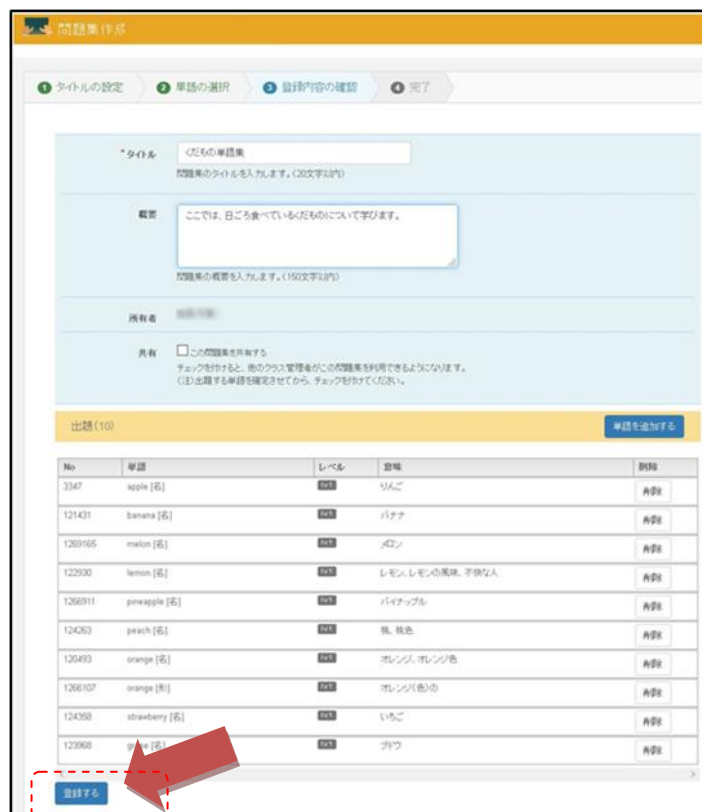 問題集作成
1 タイトルの設定 2 単語の選択 3 登録内容の確認 4 完了
*タイトル くだもの単語集
問題集のタイトルを入力します。(20文字以内)
概要 ここでは、日ごろ食べているくだものについて学びます。
問題集の概要を入力します。(150文字以内)
所有者
共有 この問題集を共有する
チェックを付けると、他のクラス管理者がこの問題集を利用できるようになります。
(注)出題する単語を確定させてから、チェックを付けてください。
出題(10) 単語を追加する
No 単語 レベル 意味 削除
3347 apple [名] りんご 削除
121431 banana [名] バナナ 削除
1269165 melon [名] メロン 削除
122930 lemon [名] レモン、レモンの風味、不快な人 削除
1266911 pineapple [名] パイナップル 削除
124263 peach [名] 桃、桃色 削除
120493 orange [名] オレンジ、オレンジ色 削除
1266107 orange [形] オレンジ(色)の 削除
124358 strawberry [名] いちご 削除
123968 [名] ブドウ 削除
登録する